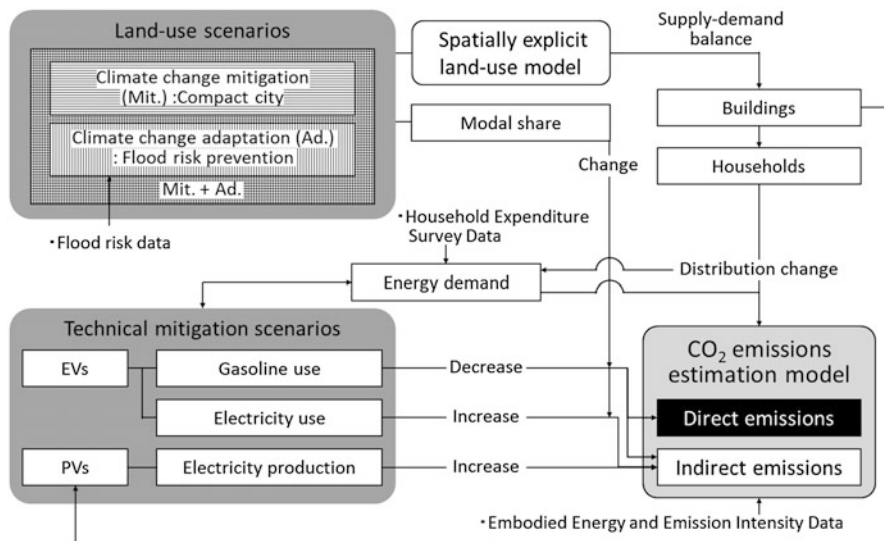 Land-use scenarios
Climate change mitigation
(Mit.) :Compact city
Climate change adaptation (Ad.)
: Flood risk prevention
Mit. + Ad.
・Flood risk data
Spatially explicit
land-use model
Supply-demand
balance
Buildings
Modal share
Change
Households
・Household Expenditure
Survey Data
Energy demand
Distribution change
Technical mitigation scenarios
EVs
Gasoline use
Decrease
Electricity use
Increase
PVs
Electricity production
Increase
CO₂ emissions
estimation model
Direct emissions
Indirect emissions
・Embodied Energy and Emission Intensity Data